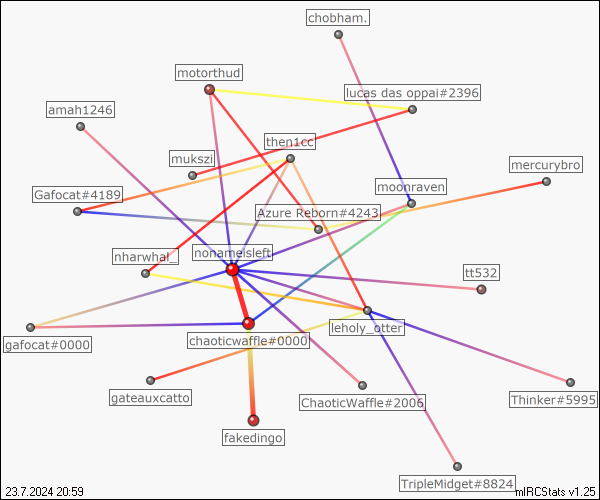 chobham.
motorthud
lucas das oppai#2396
amah1246
then1cc
mukszi
mercurybro
moonraven
Gafocat#4189
Azure Reborn#4243
nharwhal_
nonameisleft
tt532
leholy_otter
chaoticwaffle#0000
gafocat#0000
gateauxcatto
ChaoticWaffle#2006
Thinker#5995
fakedingo
TripleMidget#8824
23.7.2024 20:59
mIRCStats v1.25